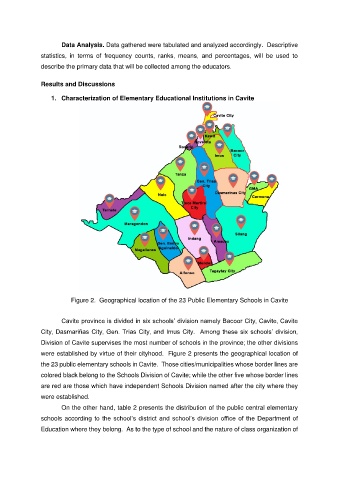 Data Analysis. Data gathered were tabulated and analyzed accordingly. Descriptive
statistics, in terms of frequency counts, ranks, means, and percentages, will be used to
describe the primary data that will be collected among the educators.
Results and Discussions
1. Characterization of Elementary Educational Institutions in Cavite
Cavite City
Kawit
Noveleta
Bacoor
City
Imus
Tanza
Gen. Trias
City
Dasmarinas City
GMA
Carmona
Naic
Trece Martires
City
Ternate
Maragondon
Silang
Indang
Amadeo
Gen. Emilio
Aguinaldo
Magallanes
Mendez
Alfonso
Tagaytay City
Figure 2. Geographical location of the 23 Public Elementary Schools in Cavite
Cavite province is divided in six schools' division namely Bacoor City, Cavite, Cavite
City, Dasmariñas City, Gen. Trias City, and Imus City. Among these six schools' division,
Division of Cavite supervises the most number of schools in the province; the other divisions
were established by virtue of their cityhood. Figure 2 presents the geographical location of
the 23 public elementary schools in Cavite. Those cities/municipalities whose border lines are
colored black belong to the Schools Division of Cavite; while the other five whose border lines
are red are those which have independent Schools Division named after the city where they
were established.
On the other hand, table 2 presents the distribution of the public central elementary
schools according to the school's district and school's division office of the Department of
Education where they belong. As to the type of school and the nature of class organization of